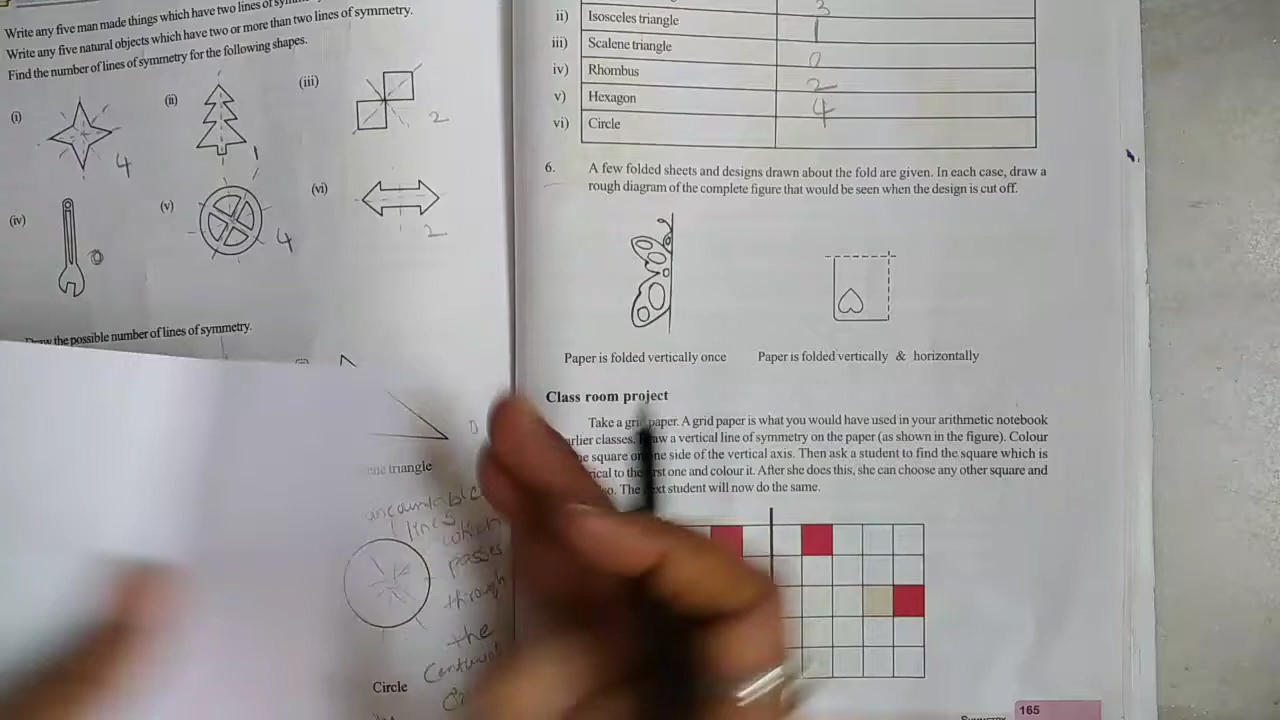 Write any five man made things which have two lines of
Write any five natural objects which have two or more than two lines of symmetry.
Find the number of lines of symmetry for the following shapes.
(i)
(ii)
(iii)
4
1
2
(iv)
(v)
(vi)
0
4
2
the possible number of lines of symmetry.
triangle
uncountable
lines which
passes
through
the
Circle
3
ii) Isosceles triangle 1
iii) Scalene triangle 0
iv) Rhombus 2
v) Hexagon 4
vi) Circle
6. A few folded sheets and designs drawn about the fold are given. In each case, draw a
rough diagram of the complete figure that would be seen when the design is cut off.
Paper is folded vertically once
Paper is folded vertically & horizontally
Class room project
Take a grid paper. A grid paper is what you would have used in your arithmetic notebook
classes. a vertical line of symmetry on the paper (as shown in the figure). Colour
square on one side of the vertical axis. Then ask a student to find the square which is
to the first one and colour it. After she does this, she can choose any other square and
The next student will now do the same.
165